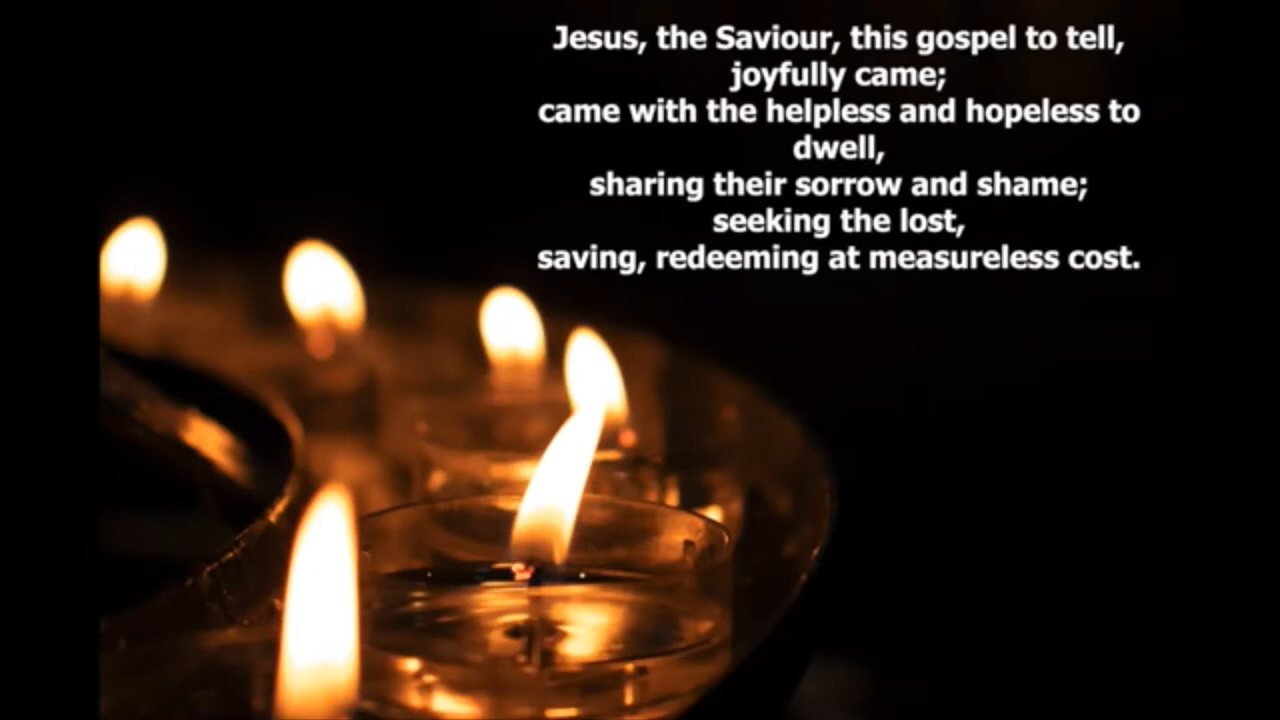 Jesus, the Saviour, this gospel to tell,
joyfully came;
came with the helpless and hopeless to
dwell,
sharing their sorrow and shame;
seeking the lost,
saving, redeeming at measureless cost.